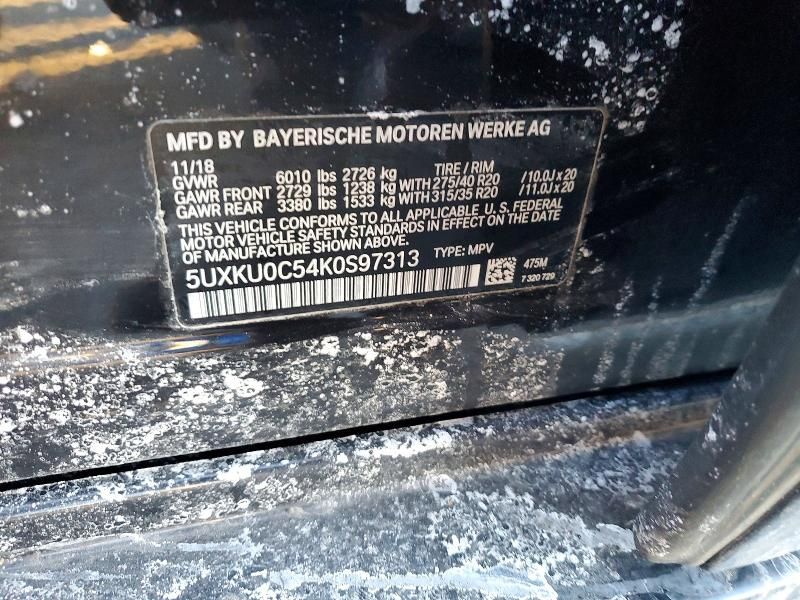 MFD BY BAYERISCHE MOTOREN WERKE AG
11/18 TIRE / RIM
GVWR 6010 lbs 2726 kg
GAWR FRONT 2729 lbs 1238 kg WITH 275/40 R20 /10.0J x 20
GAWR REAR 3380 lbs 1533 kg WITH 315/35 R20 /11.0J x 20
THIS VEHICLE CONFORMS TO ALL APPLICABLE U. S. FEDERAL
MOTOR VEHICLE SAFETY STANDARDS IN EFFECT ON THE DATE
OF MANUFACTURE SHOWN ABOVE.
5UXKU0C54K0S97313 TYPE: MPV
475M
7 320 729